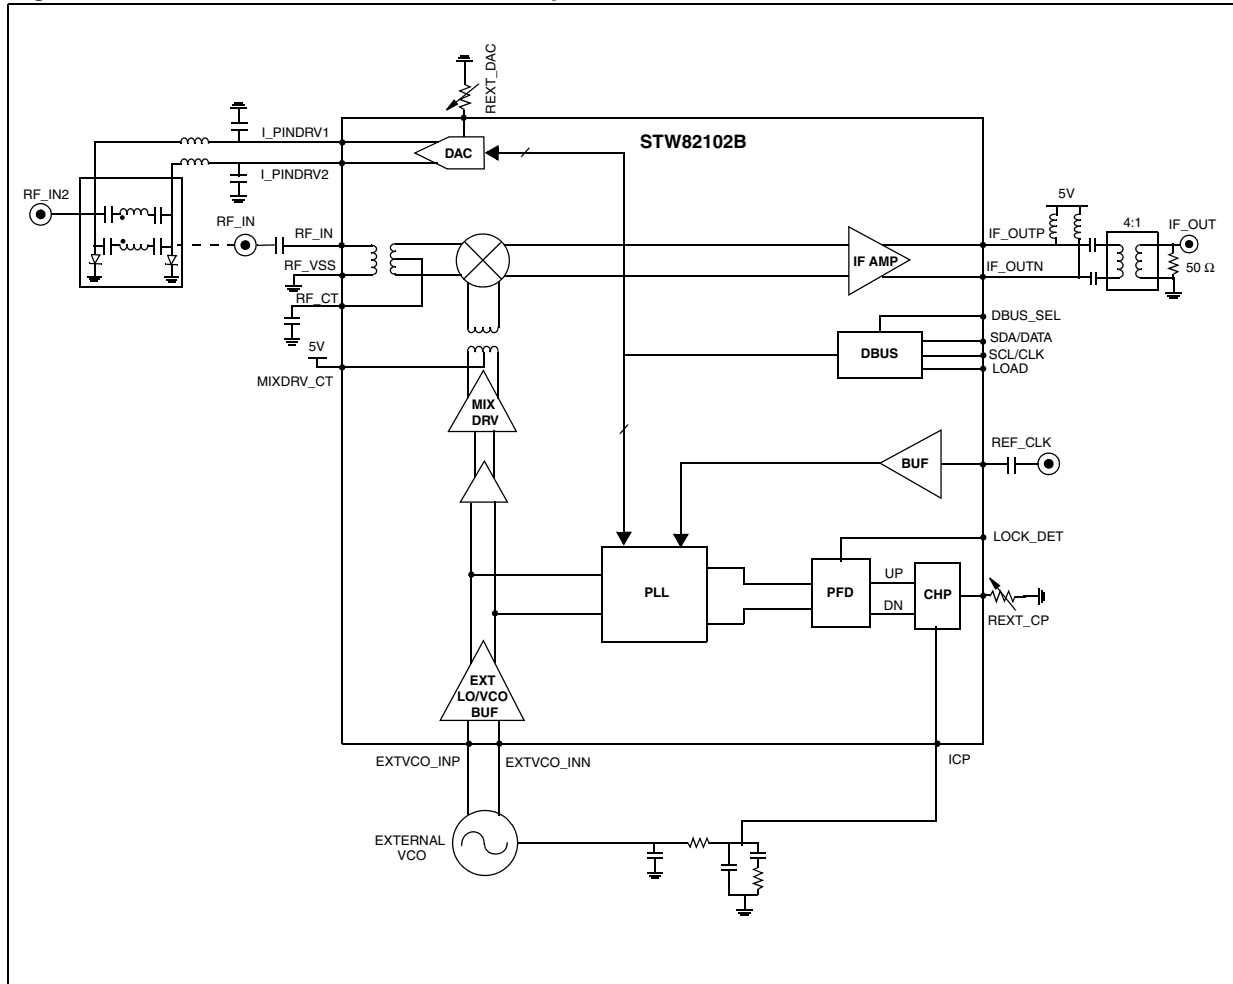 REXT_DAC
I_PINDRV1
STW82102B
DAC
I_PINDRV2
RF_IN2
5V
RF_IN
4:1
RF_IN
IF_OUTP
IF_OUT
IF AMP
RF_VSS
IF_OUTN
50 Ω
RF_CT
DBUS_SEL
SDA/DATA
5V
DBUS
SCL/CLK
LOAD
MIXDRV_CT
MIX
DRV
REF_CLK
BUF
LOCK_DET
UP
PLL
PFD
CHP
DN
REXT_CP
EXT
LO/VCO
BUF
EXTVCO_INP
EXTVCO_INN
ICP
EXTERNAL
VCO